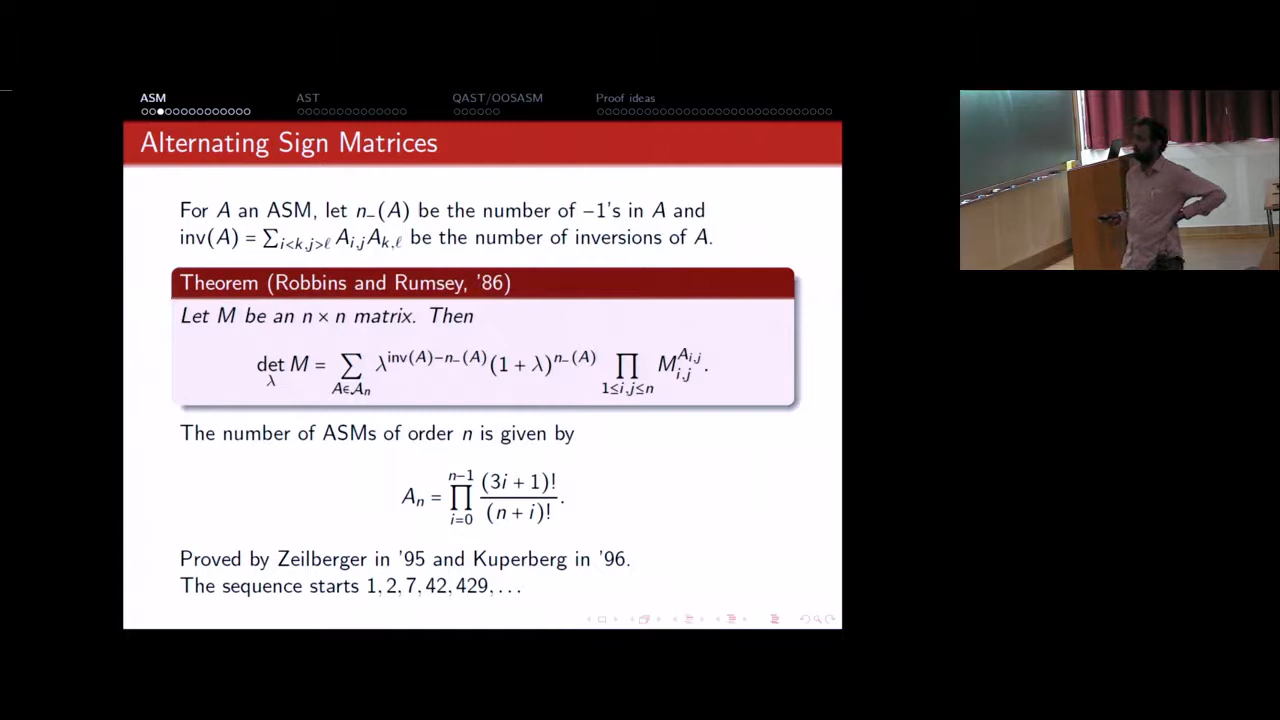 ASM AST QAST/OOSASM Proof ideas
Alternating Sign Matrices
For A an ASM, let n₋(A) be the number of −1's in A and
inv(A) = ∑_{i<k,j>ℓ} A_{i,j}A_{k,ℓ} be the number of inversions of A.
Theorem (Robbins and Rumsey, '86)
Let M be an n × n matrix. Then
det_λ M = ∑_{A∈𝒜_n} λ^{inv(A)−n₋(A)}(1 + λ)^{n₋(A)} ∏_{1≤i,j≤n} M_{i,j}^{A_{i,j}}.
The number of ASMs of order n is given by
A_n = ∏_{i=0}^{n−1} (3i + 1)!/(n + i)!.
Proved by Zeilberger in '95 and Kuperberg in '96.
The sequence starts 1, 2, 7, 42, 429, . . .